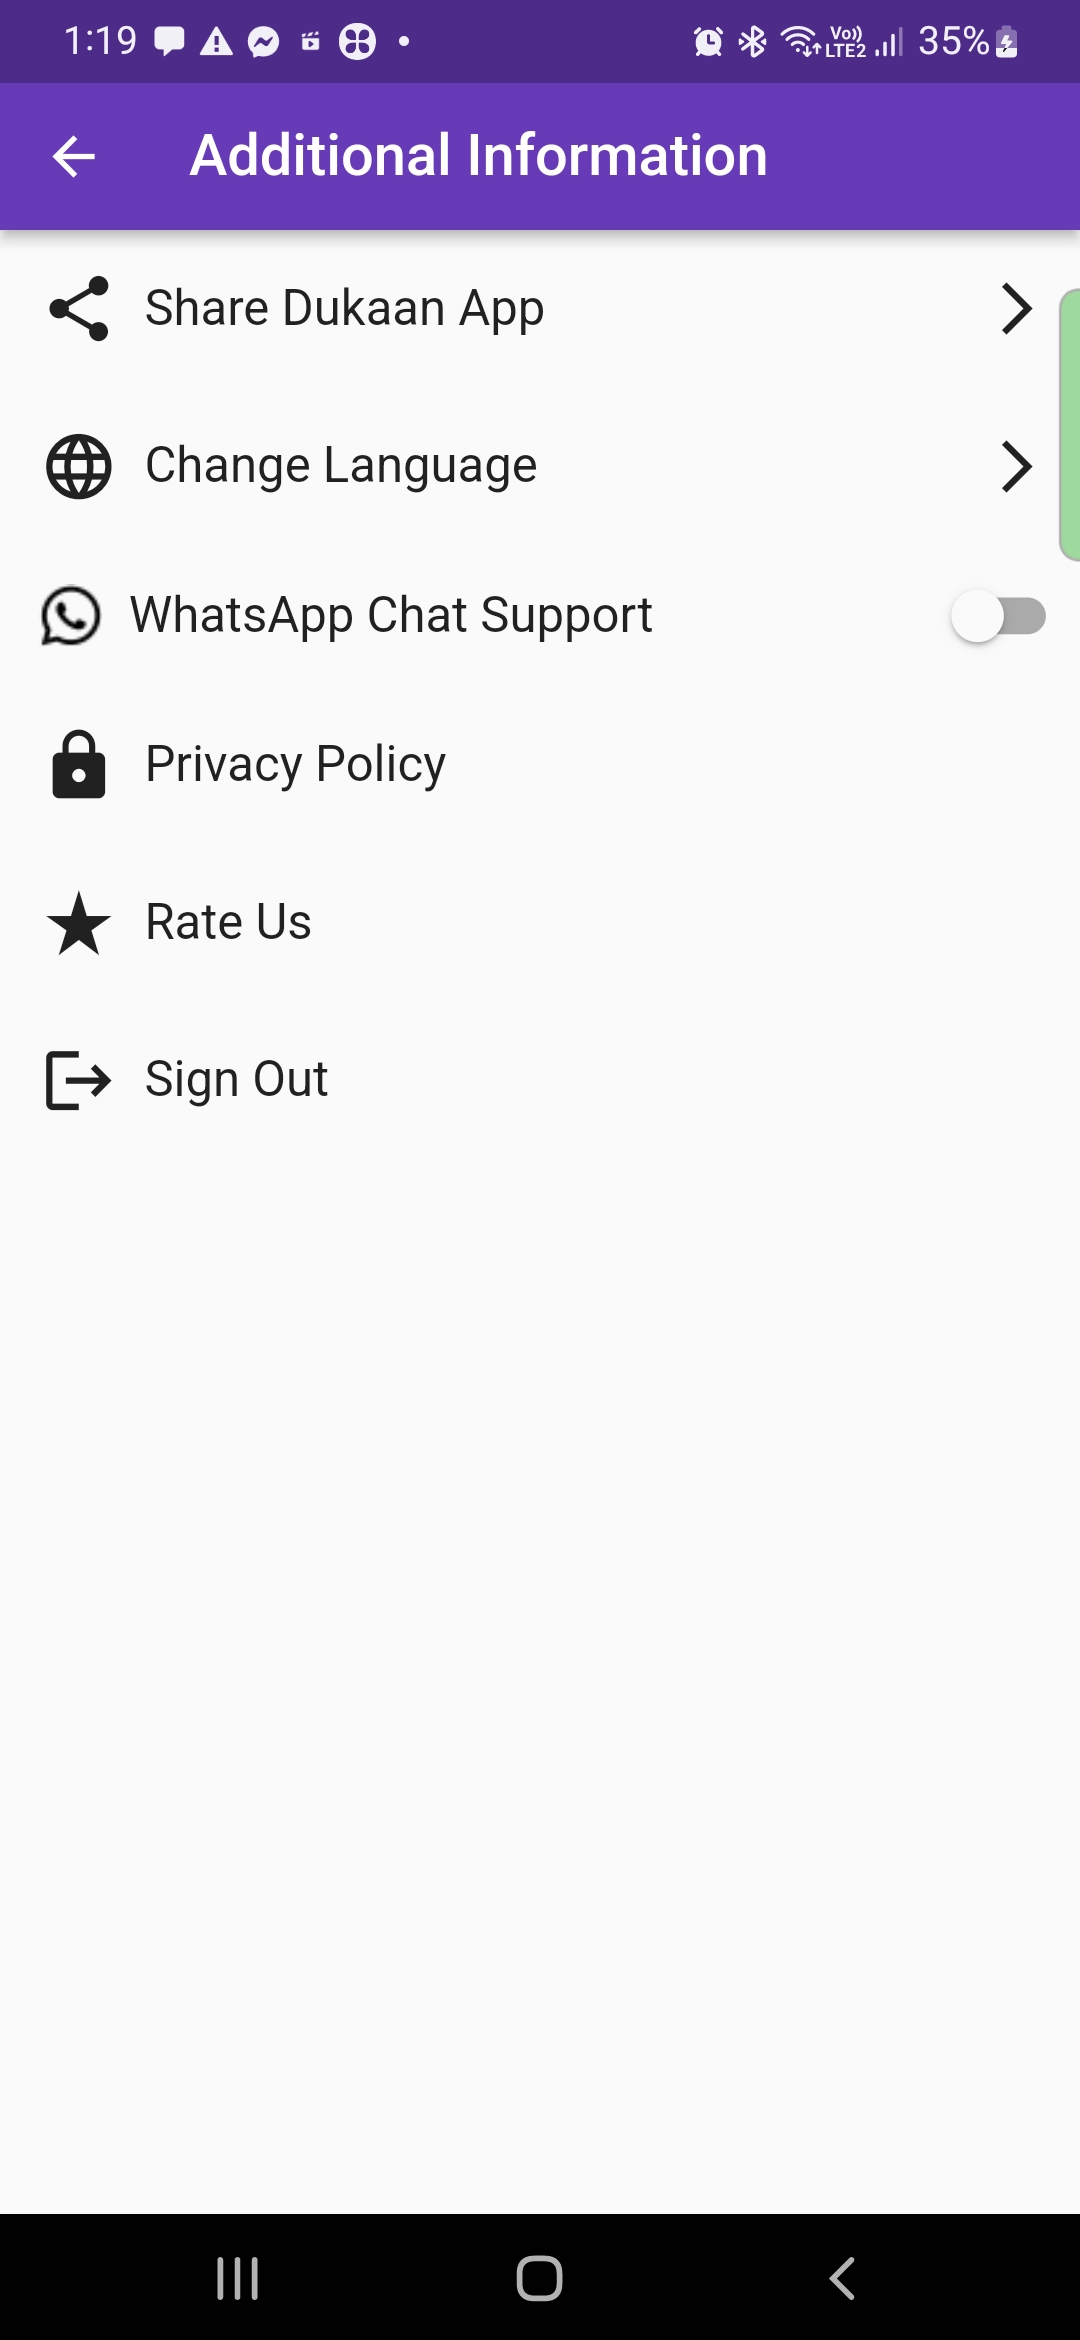 1:19 Vo)) LTE2 35%
Additional Information
Share Dukaan App
Change Language
WhatsApp Chat Support
Privacy Policy
Rate Us
Sign Out